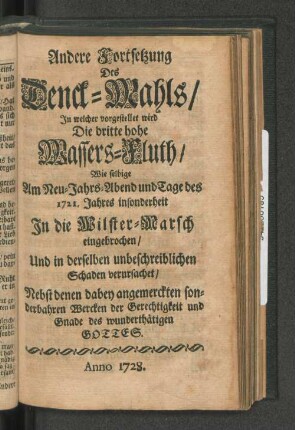 Andere Fortsetzung
Des
Denck-Mahls/
In welcher vorgestellet wird
Die dritte hohe
Wassers-Fluth/
Wie selbige
Am Neu-Jahrs-Abend und Tage des
1721. Jahres insonderheit
In die Wilster-Marsch
eingebrochen/
Und in derselben unbeschreiblichen
Schaden verursachet/
Nebst denen dabey angemerckten son-
derbahren Wercken der Gerechtigkeit und
Gnade des wunderthätigen
GOTTES.
Anno 1728.